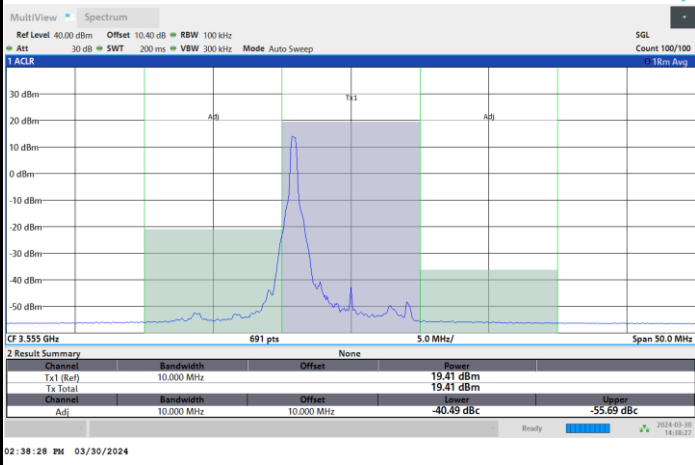 MultiView Spectrum
Ref Level 40.00 dBm Offset 10.40 dB RBW 100 kHz SGL
Att 30 dB SWT 200 ms VBW 300 kHz Mode Auto Sweep Count 100/100
1 ACLR 1Rm Avg
30 dBm
Tx1
20 dBm
Adj Adj
10 dBm
0 dBm
-10 dBm
-20 dBm
-30 dBm
-40 dBm
-50 dBm
CF 3.555 GHz 691 pts 5.0 MHz/ Span 50.0 MHz
2 Result Summary None
Channel Bandwidth Offset Power
Tx1 (Ref) 10.000 MHz 19.41 dBm
Tx Total 19.41 dBm
Channel Bandwidth Offset Lower Upper
Adj 10.000 MHz 10.000 MHz -40.49 dBc -55.69 dBc
Ready 2024-03-30
14:38:27
02:38:28 PM 03/30/2024